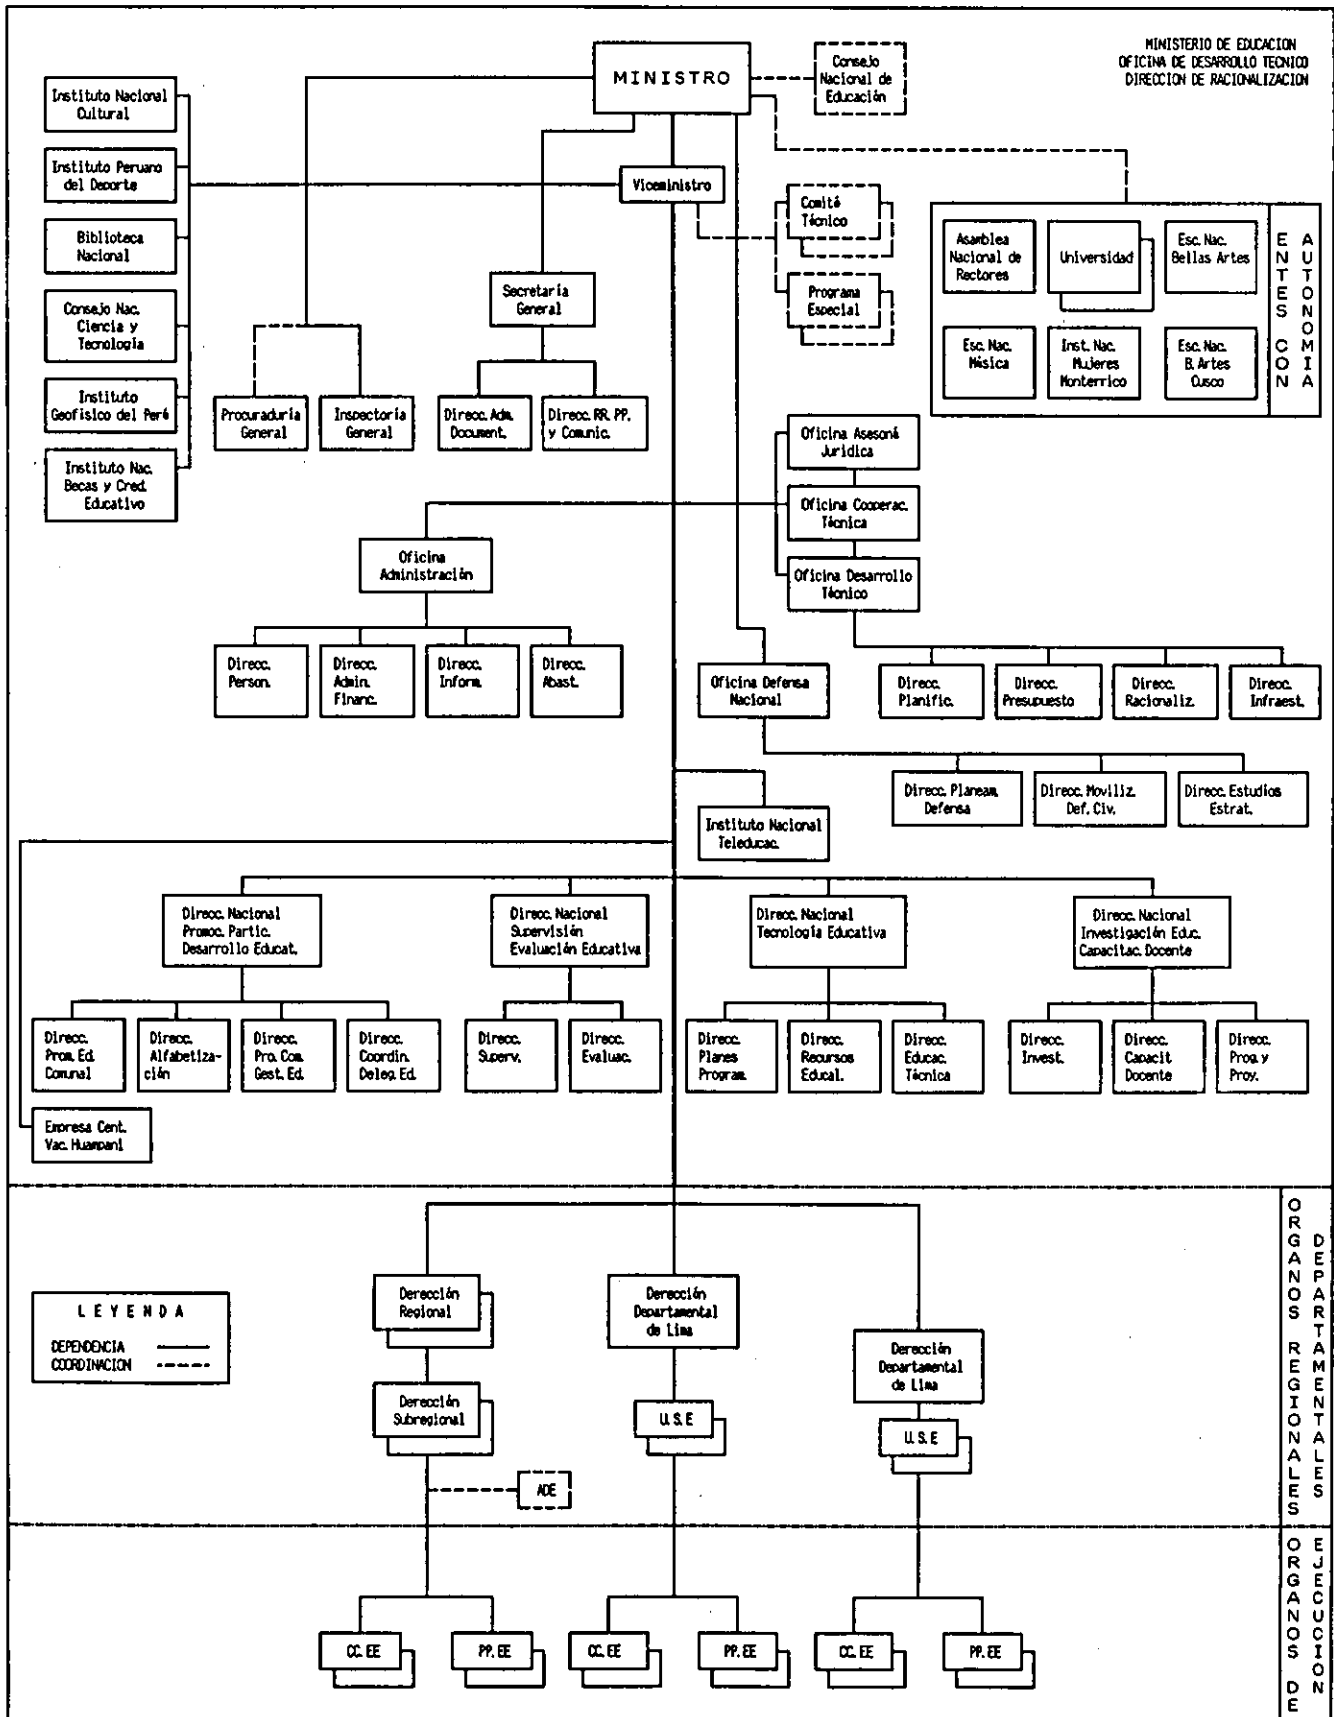 MINISTERIO DE EDUCACION
OFICINA DE DESARROLLO TECNICO
DIRECCION DE RACIONALIZACION
MINISTRO
Consejo
Nacional de
Educación
Instituto Nacional
Cultural
Instituto Peruano
del Deporte
Biblioteca
Nacional
Consejo Nac.
Ciencia y
Tecnología
Instituto
Geofísico del Perú
Instituto Nac.
Becas y Cred.
Educativo
Viceministro
Comité
Técnico
Programa
Especial
Asamblea
Nacional de
Rectores
Universidad
Esc. Nac.
Bellas Artes
Esc. Nac.
Música
Inst. Nac.
Mujeres
Monterrico
Esc. Nac.
B. Artes
Cusco
ENTES CON
AUTONOMIA
Secretaría
General
Procuraduría
General
Inspectoría
General
Direcc. Adm.
Document.
Direcc. RR. PP.
y Comunic.
Oficina Asesoná
Jurídica
Oficina Cooperac.
Técnica
Oficina Desarrollo
Técnico
Oficina
Administración
Direcc.
Person.
Direcc.
Admin.
Financ.
Direcc.
Inform.
Direcc.
Abast.
Oficina Defensa
Nacional
Direcc.
Planific.
Direcc.
Presupuesto
Direcc.
Racionaliz.
Direcc.
Infraest.
Direcc. Planeam.
Defensa
Direcc. Moviliz.
Def. Civ.
Direcc. Estudios
Estrat.
Instituto Nacional
Teleducac.
Direcc. Nacional
Promoc. Partic.
Desarrollo Educat.
Direcc. Nacional
Supervisión
Evaluación Educativa
Direcc. Nacional
Tecnología Educativa
Direcc. Nacional
Investigación Educ.
Capacitac. Docente
Direcc.
Prom. Ed.
Comunal
Direcc.
Alfabetiza-
ción
Direcc.
Pro. Com.
Gest. Ed.
Direcc.
Coordin.
Deleg. Ed.
Direcc.
Superv.
Direcc.
Evaluac.
Direcc.
Planes
Program.
Direcc.
Recursos
Educal.
Direcc.
Educac.
Técnica
Direcc.
Invest.
Direcc.
Capacit
Docente
Direcc.
Prog. y
Proy.
Empresa Cent.
Vac. Huampani
ORGANOS REGIONALES
DEPARTAMENTALES
Derección
Regional
Derección
Departamental
de Lima
Derección
Departamental
de Lima
LEYENDA
DEPENDENCIA
COORDINACION
Derección
Subregional
U. S. E
U. S. E
ADE
ORGANOS DE
EJECUCION
CC. EE
PP. EE
CC. EE
PP. EE
CC. EE
PP. EE